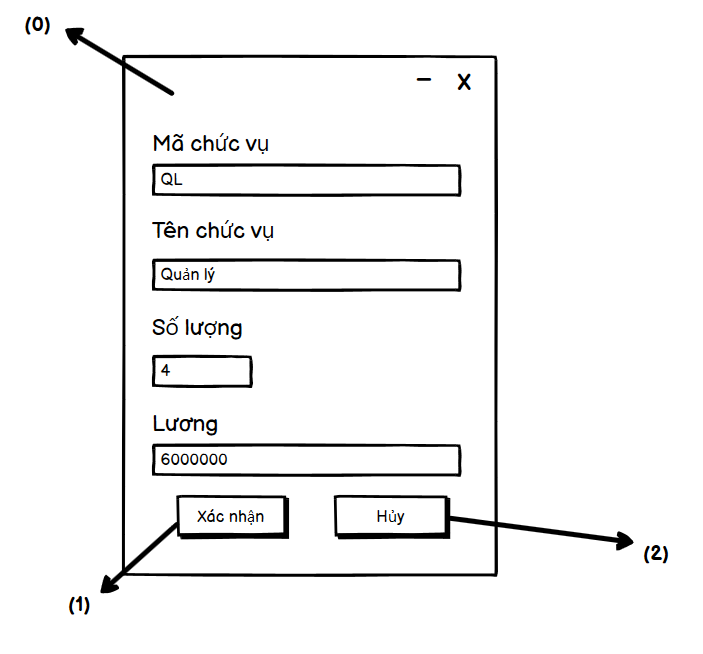 (0)
– X
Mã chức vụ
QL
Tên chức vụ
Quản lý
Số lượng
4
Lương
6000000
Xác nhận Hủy
(2)
(1)